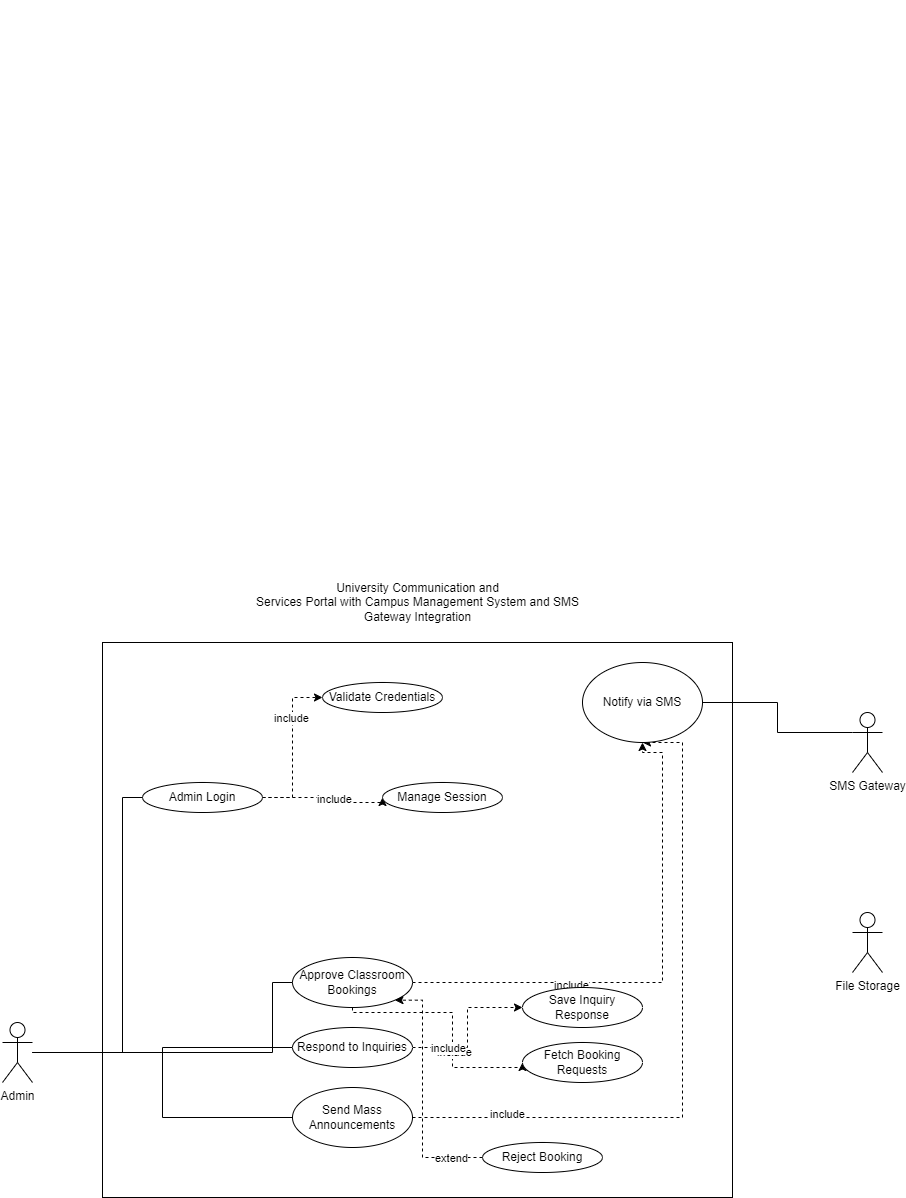 University Communication and
Services Portal with Campus Management System and SMS
Gateway Integration
Validate Credentials
Notify via SMS
include
SMS Gateway
Admin Login
include
Manage Session
Approve Classroom
Bookings
include
Save Inquiry
Response
File Storage
Respond to Inquiries
include
Fetch Booking
Requests
Admin
Send Mass
Announcements
include
extend
Reject Booking